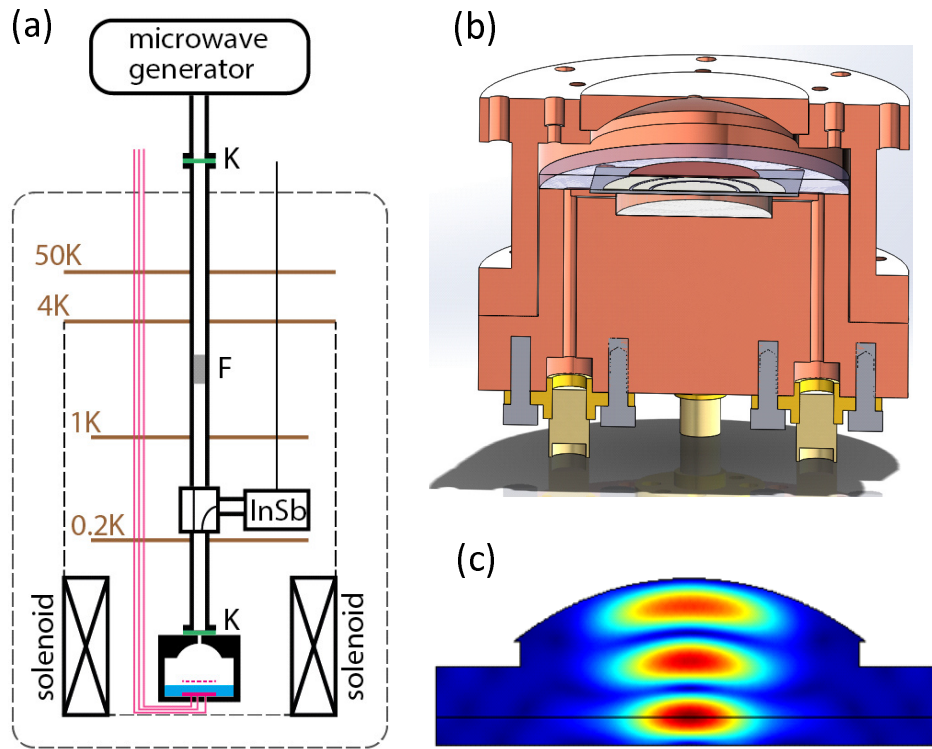 (a)
microwave
generator
K
50K
4K
F
1K
InSb
0.2K
solenoid
solenoid
K
(b)
(c)